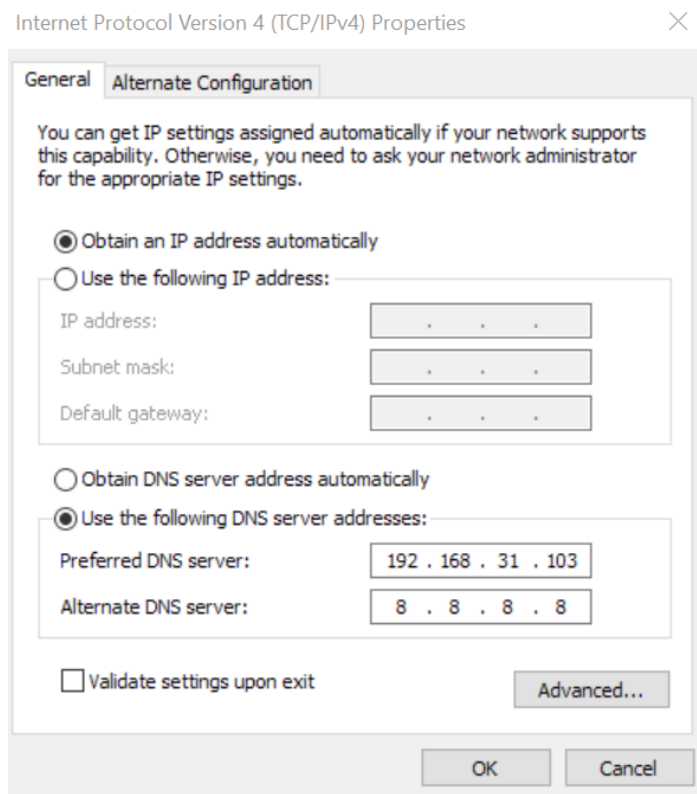 Internet Protocol Version 4 (TCP/IPv4) Properties
General
Alternate Configuration
You can get IP settings assigned automatically if your network supports
this capability. Otherwise, you need to ask your network administrator
for the appropriate IP settings.
Obtain an IP address automatically
Use the following IP address:
IP address: . . .
Subnet mask: . . .
Default gateway: . . .
Obtain DNS server address automatically
Use the following DNS server addresses:
Preferred DNS server: 192 . 168 . 31 . 103
Alternate DNS server: 8 . 8 . 8 . 8
Validate settings upon exit
Advanced...
OK
Cancel